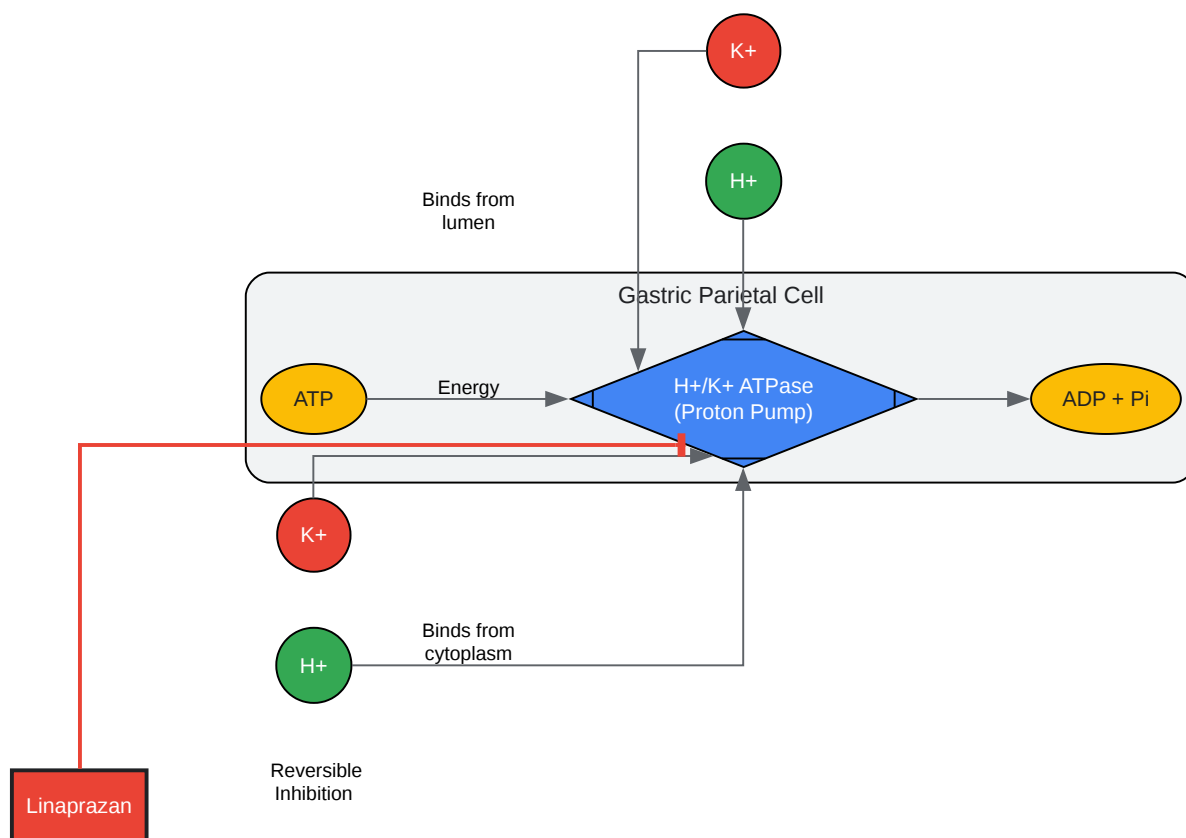 K+
H+
Binds from
lumen
Gastric Parietal Cell
ATP
Energy
H+/K+ ATPase
(Proton Pump)
ADP + Pi
K+
H+
Binds from
cytoplasm
Reversible
Inhibition
Linaprazan